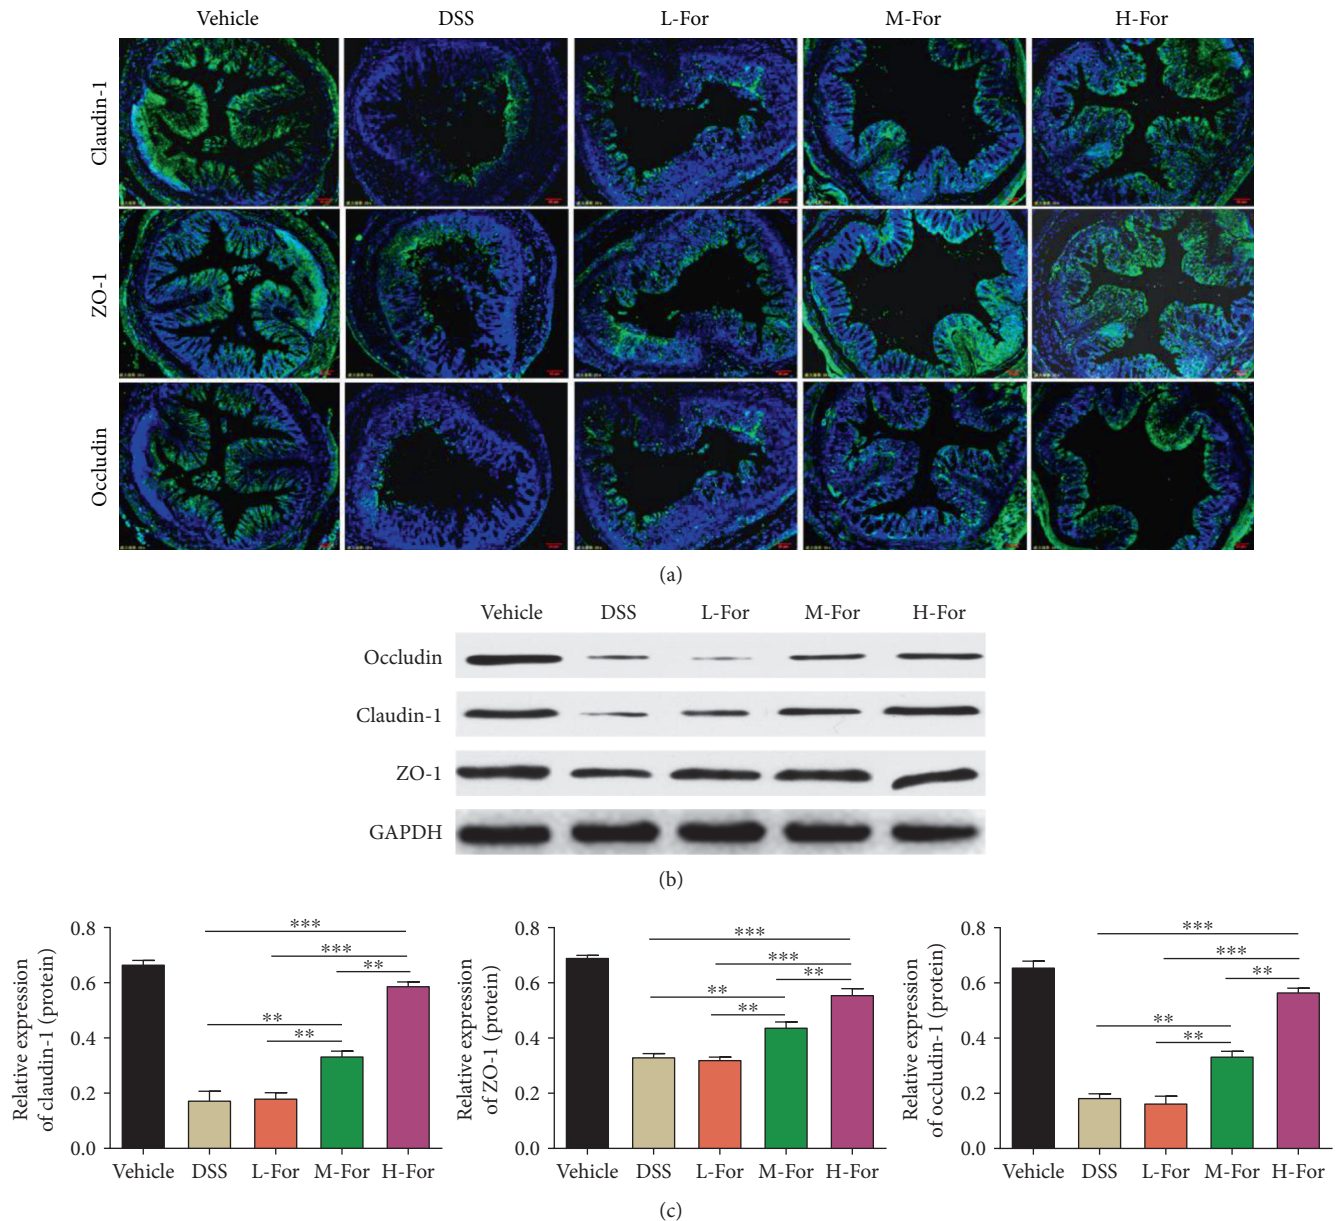 Vehicle DSS L-For M-For H-For
Claudin-1
ZO-1
Occludin
(a)
Vehicle DSS L-For M-For H-For
Occludin
Claudin-1
ZO-1
GAPDH
(b)
Relative expression
of claudin-1 (protein)
0.8
0.6
0.4
0.2
0.0
***
***
**
**
**
Vehicle DSS L-For M-For H-For
Relative expression
of ZO-1 (protein)
0.8
0.6
0.4
0.2
0.0
***
***
**
**
**
Vehicle DSS L-For M-For H-For
Relative expression
of occludin-1 (protein)
0.8
0.6
0.4
0.2
0.0
***
***
**
**
**
Vehicle DSS L-For M-For H-For
(c)